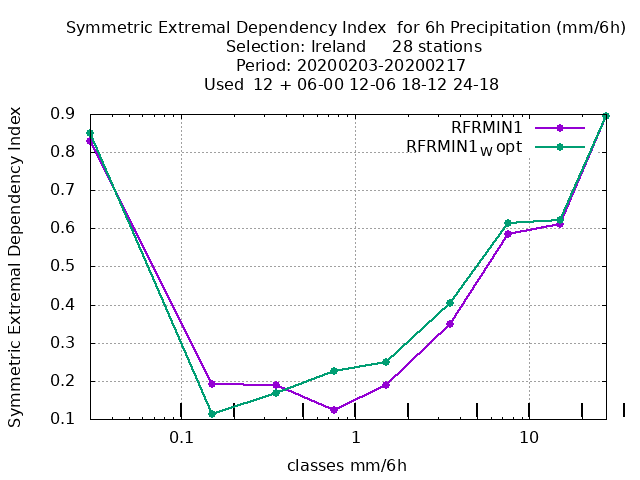 Symmetric Extremal Dependency Index  for 6h Precipitation (mm/6h)
Selection: Ireland     28 stations
Period: 20200203-20200217
Used  12 + 06-00 12-06 18-12 24-18
Symmetric Extremal Dependency Index
0.9
0.8
0.7
0.6
0.5
0.4
0.3
0.2
0.1
RFRMIN1
RFRMIN1w opt
0.1 1 10
classes mm/6h